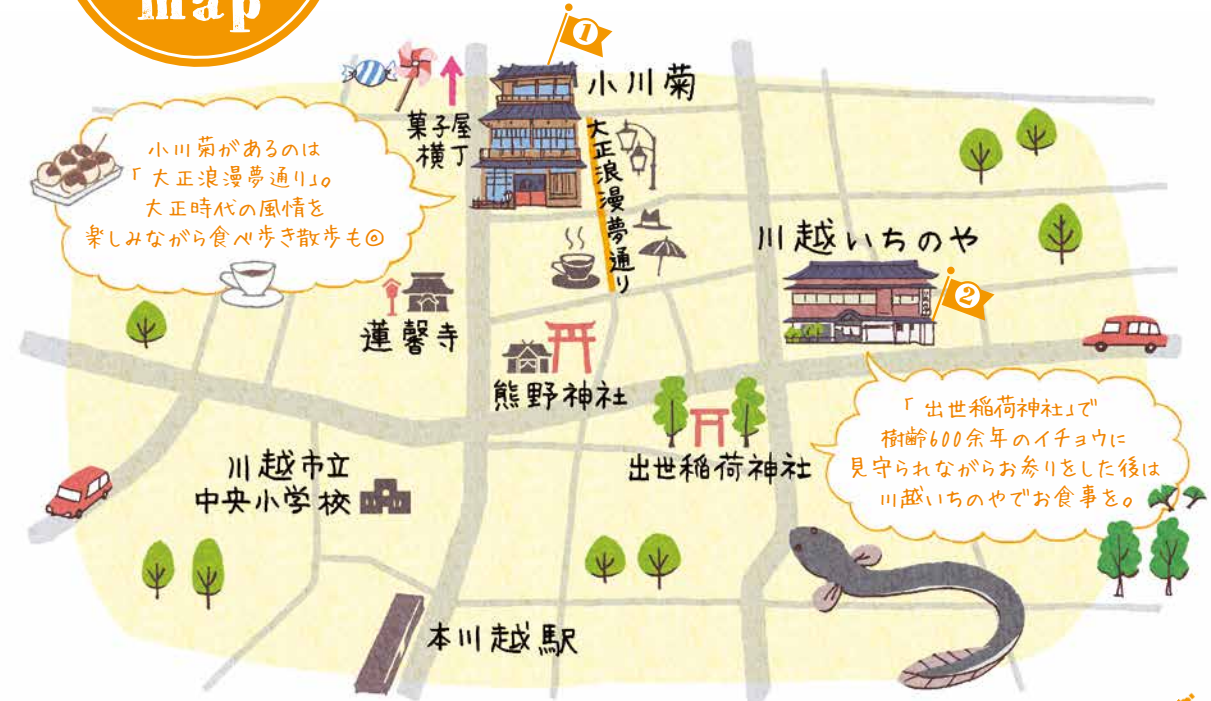 map
1
小川菊
菓子屋
横丁
大正浪漫夢通り
小川菊があるのは
「大正浪漫夢通り」。
大正時代の風情を
楽しみながら食べ歩き散歩も◎
川越いちのや
2
蓮馨寺
熊野神社
出世稲荷神社
「出世稲荷神社」で
樹齢600余年のイチョウに
見守られながらお参りをした後は
川越いちのやでお食事を。
川越市立
中央小学校
本川越駅